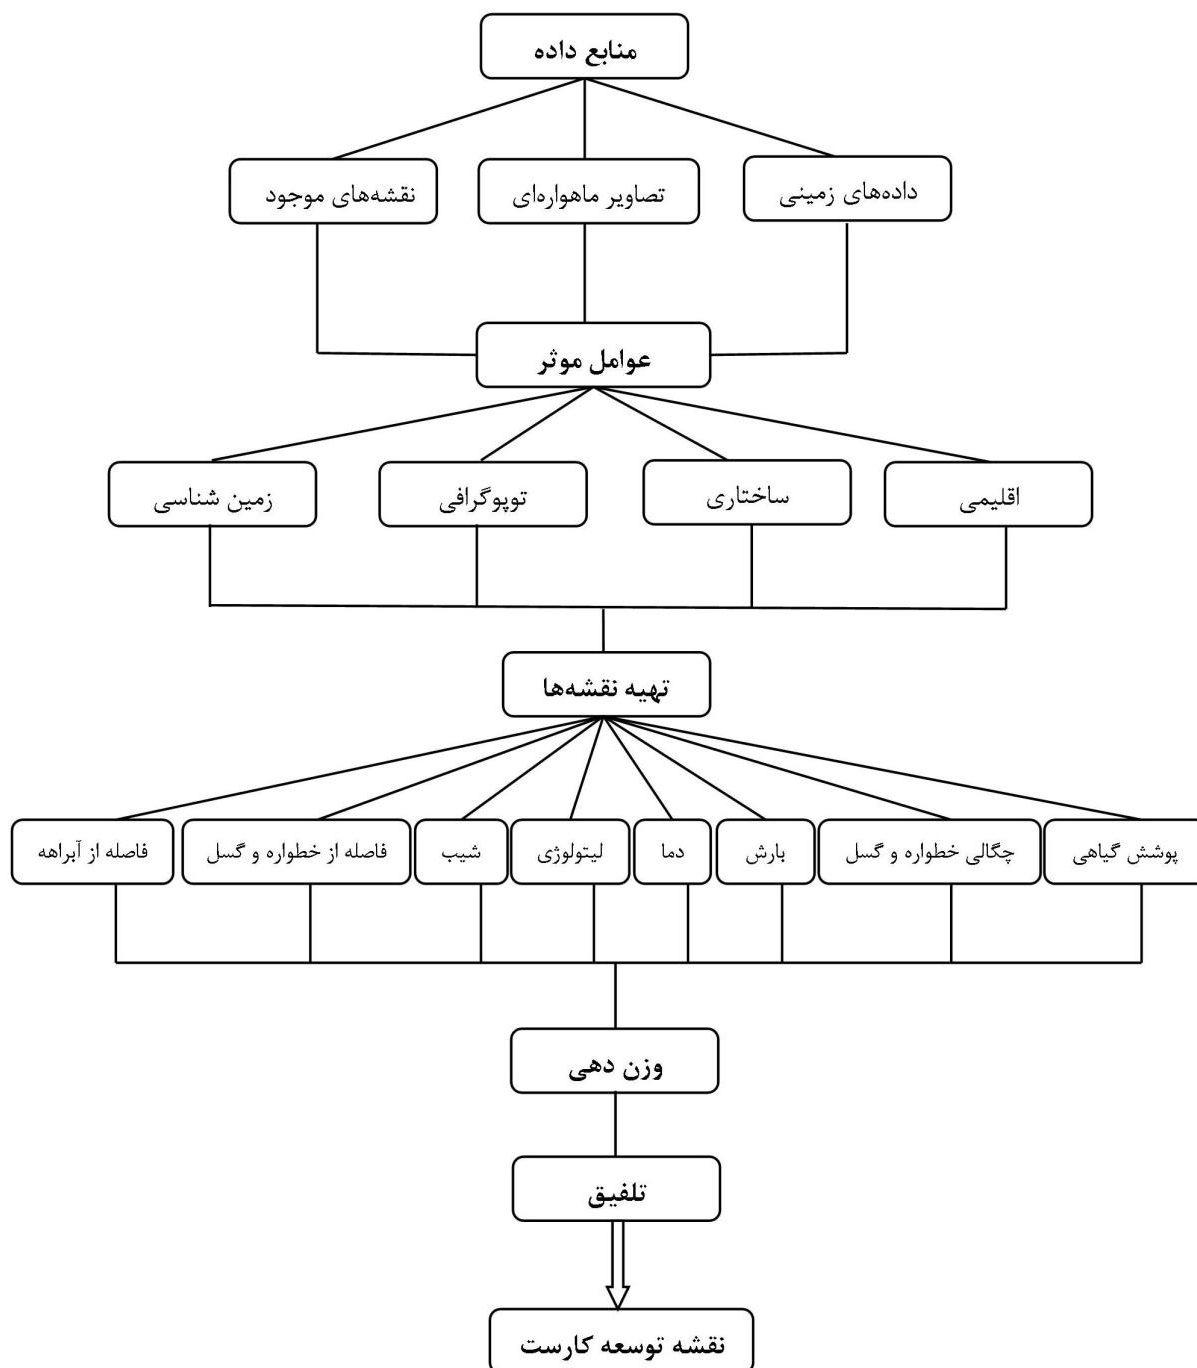 منابع داده
داده‌های زمینی
تصاویر ماهواره‌ای
نقشه‌های موجود
عوامل موثر
اقلیمی
ساختاری
توپوگرافی
زمین شناسی
تهیه نقشه‌ها
پوشش گیاهی
چگالی خطواره و گسل
بارش
دما
لیتولوژی
شیب
فاصله از خطواره و گسل
فاصله از آبراهه
وزن دهی
تلفیق
نقشه توسعه کارست